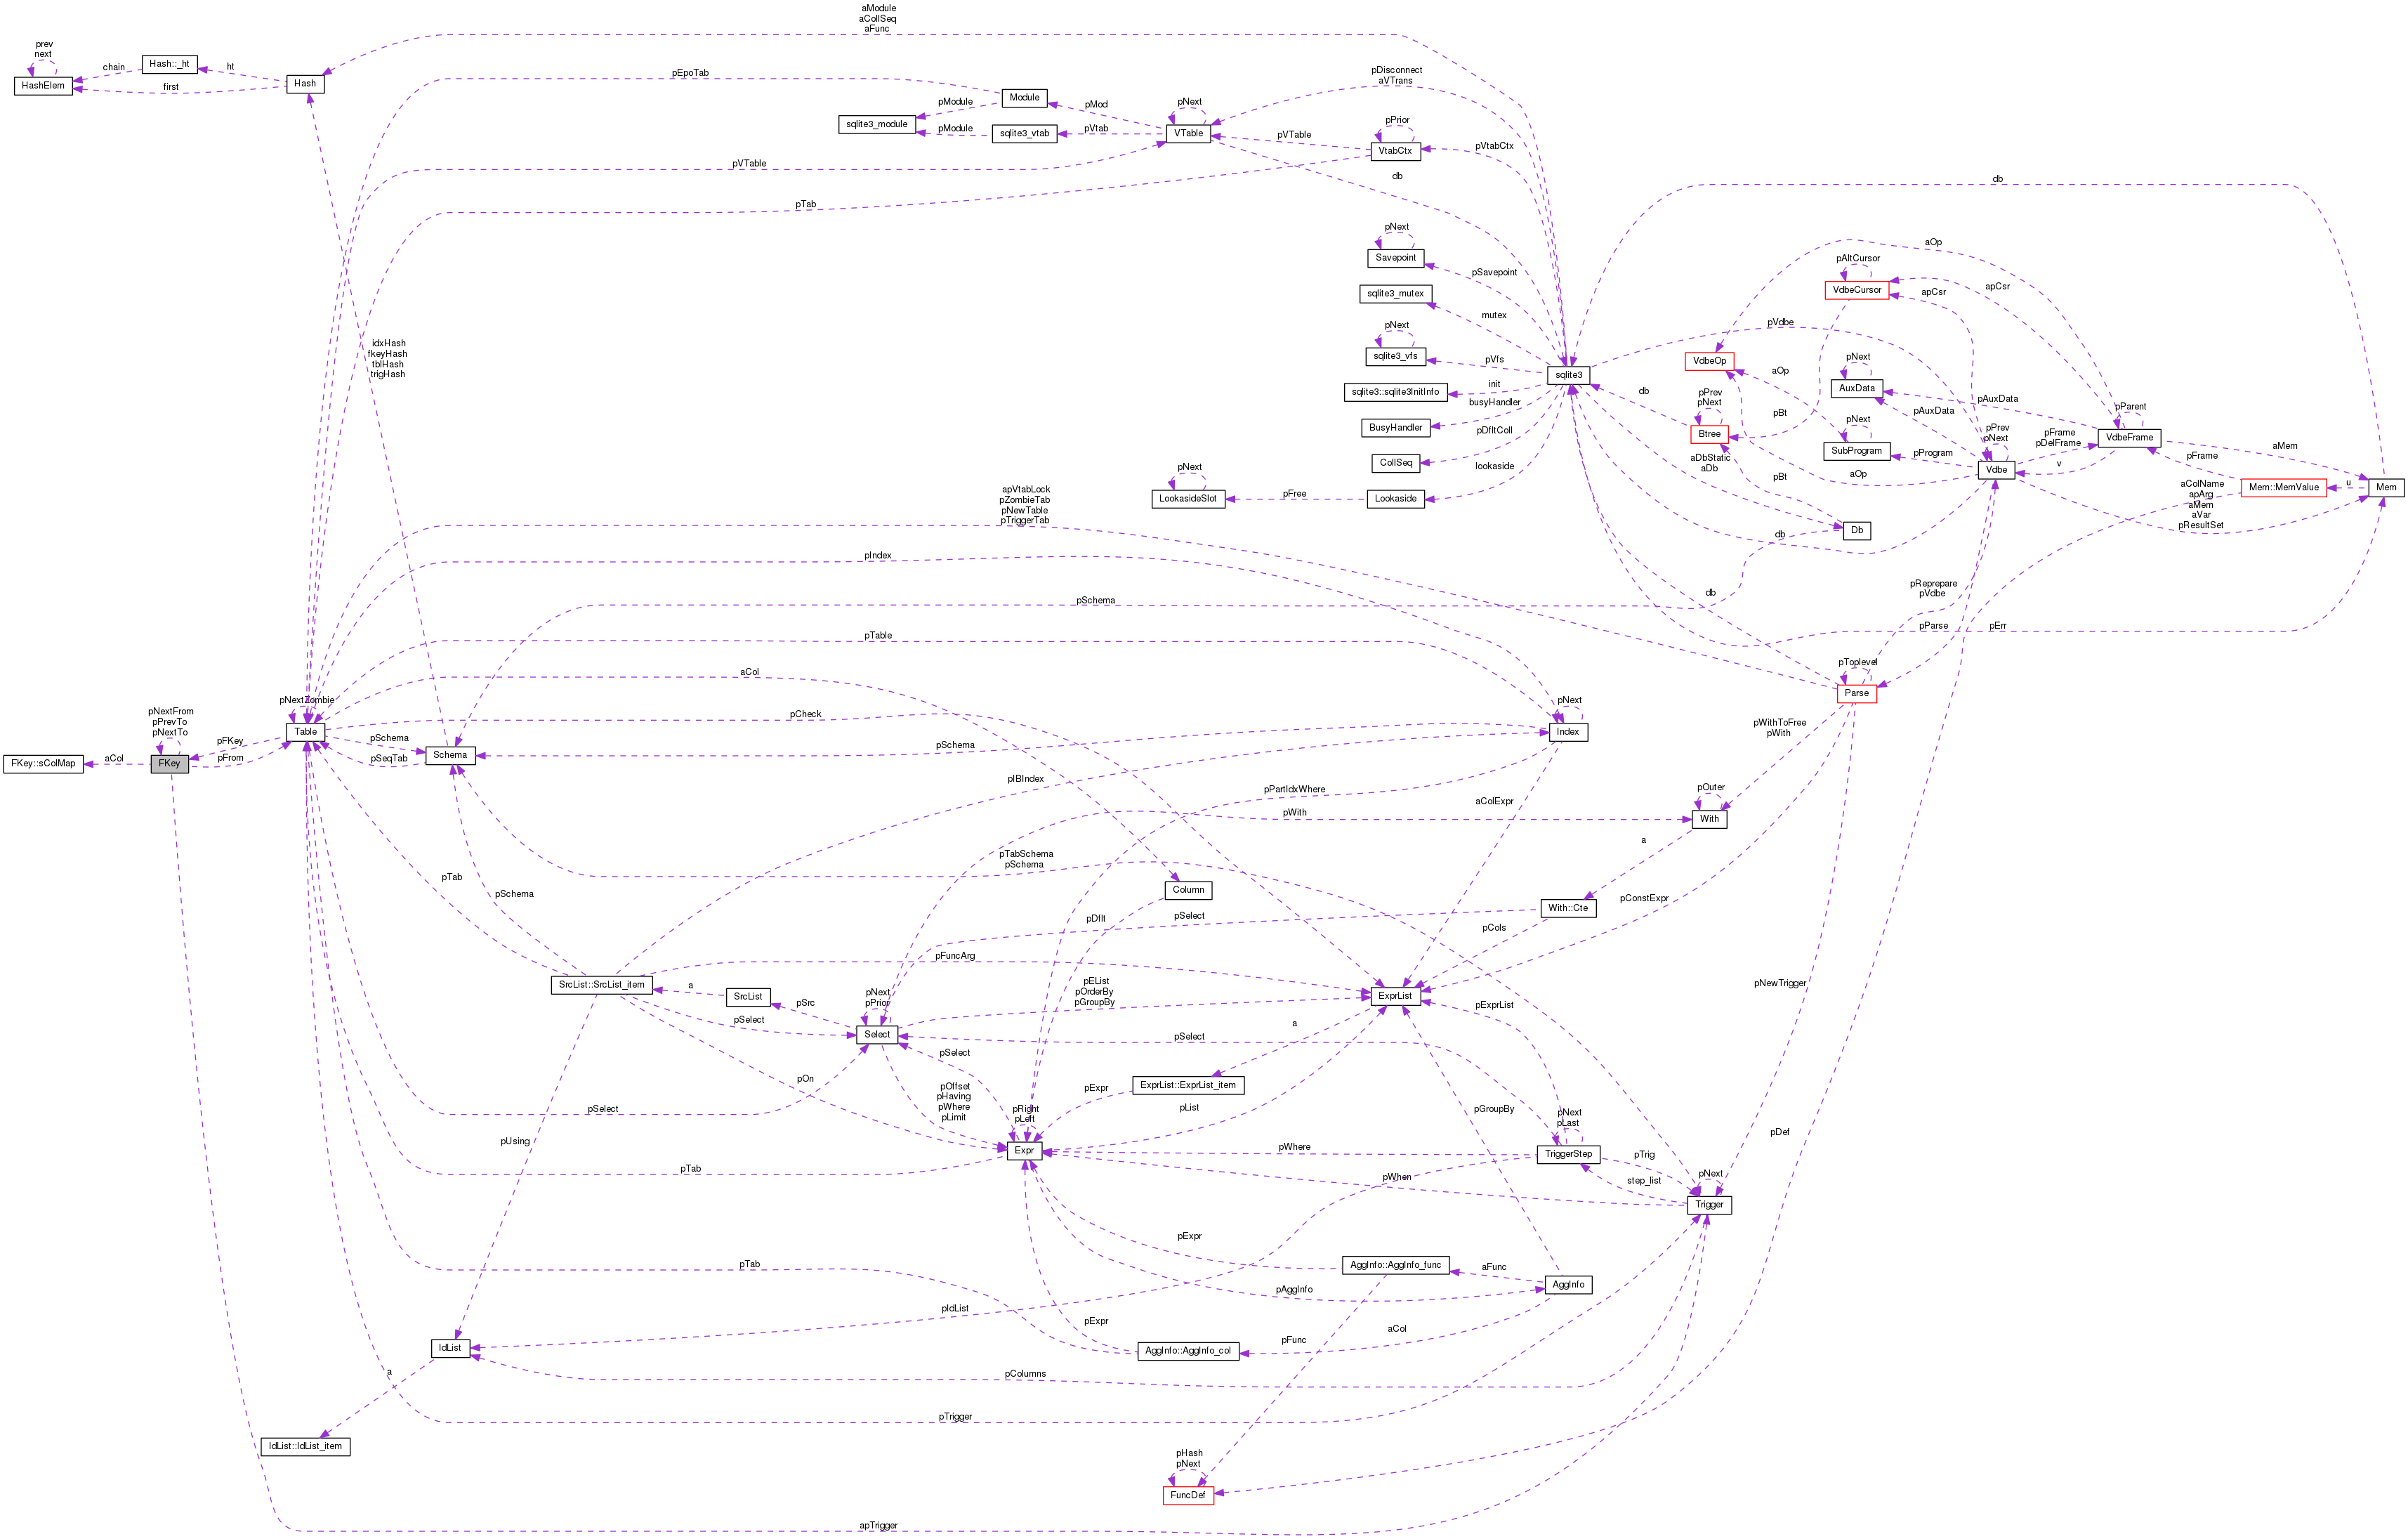 aModule
aCollSeq
aFunc
prev
next
Hash::_ht
chain
ht
HashElem
first
Hash
pEpoTab
pDisconnect
aVTrans
Module
pModule
pMod
pNext
sqlite3_module
sqlite3_vtab
pModule
pVtab
VTable
pPrior
pVTable
VtabCtx
pVtabCtx
pVTable
db
db
pTab
pNext
Savepoint
pSavepoint
aOp
pAltCursor
sqlite3_mutex
VdbeCursor
apCsr
apCsr
mutex
pVdbe
idxHash
fkeyHash
tblHash
trigHash
pNext
sqlite3_vfs
pVfs
sqlite3
VdbeOp
aOp
pNext
AuxData
pAuxData
sqlite3::sqlite3InitInfo
init
db
pPrev
pNext
pBt
pAuxData
pParent
busyHandler
BusyHandler
Btree
pNext
SubProgram
pPrev
pNext
pFrame
pDelFrame
VdbeFrame
aMem
pDfltColl
CollSeq
aDbStatic
aDb
pProgram
Vdbe
v
pFrame
lookaside
pBt
aOp
pNext
LookasideSlot
pFree
Lookaside
aColName
apArg
aMem
aVar
pResultSet
Mem::MemValue
u
Mem
apVtabLock
pZombieTab
pNewTable
pTriggerTab
Db
db
pIndex
pReprepare
pVdbe
db
pSchema
pParse
pErr
pTable
aCol
pToplevel
Parse
pNextZombie
pNextFrom
pPrevTo
pNextTo
pCheck
pNext
pWithToFree
pWith
Table
Index
pFKey
pSchema
pSchema
FKey::sColMap
aCol
FKey
pFrom
pSeqTab
Schema
pIBIndex
pPartIdxWhere
aColExpr
pOuter
pWith
With
a
pTabSchema
pSchema
pTab
pSchema
Column
pConstExpr
pDflt
pSelect
With::Cte
pCols
pFuncArg
SrcList::SrcList_item
a
SrcList
pSrc
pNext
pPrior
pEList
pOrderBy
pGroupBy
ExprList
pNewTrigger
pExprList
pSelect
Select
a
pSelect
pSelect
pOn
pOffset
pHaving
pWhere
pLimit
pExpr
ExprList::ExprList_item
pSelect
pRight
pLeft
pList
pGroupBy
pNext
pLast
pDef
pUsing
Expr
pWhere
TriggerStep
pTrig
pTab
pWhen
step_list
pNext
Trigger
pExpr
AggInfo::AggInfo_func
aFunc
AggInfo
pTab
pAggInfo
pIdList
pExpr
pFunc
aCol
IdList
AggInfo::AggInfo_col
a
pColumns
pTrigger
IdList::IdList_item
pHash
pNext
FuncDef
apTrigger